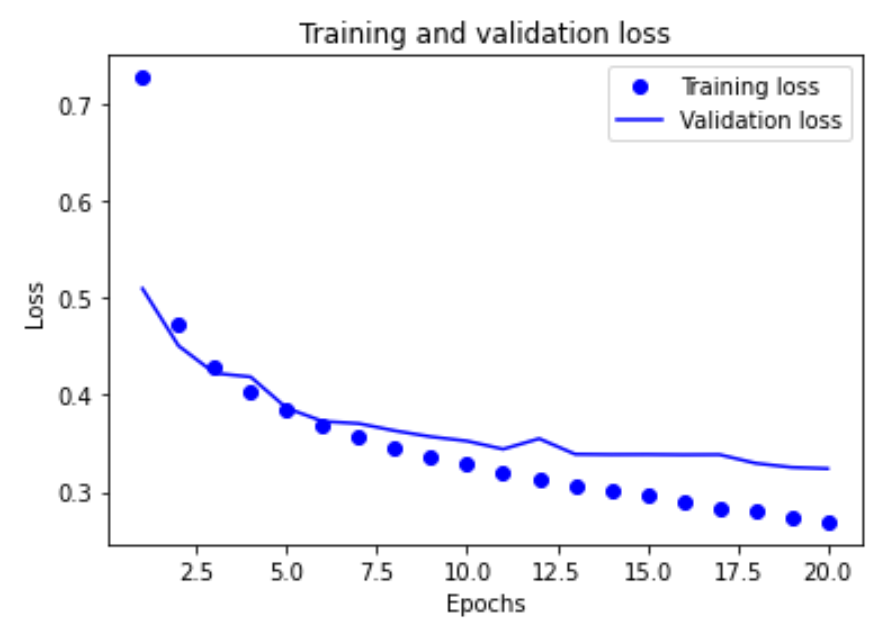 Training and validation loss
Training loss
Validation loss
0.7
0.6
0.5
0.4
0.3
Loss
2.5 5.0 7.5 10.0 12.5 15.0 17.5 20.0
Epochs